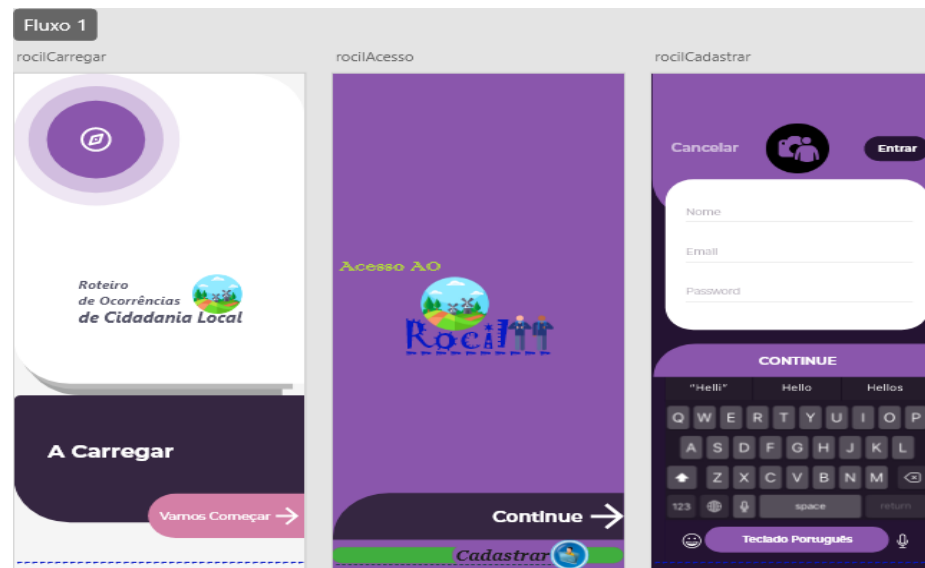 Fluxo 1
rocilCarregar
rocilAcesso
rocilCadastrar
Roteiro
de Ocorrências
de Cidadania Local
A Carregar
Vamos Começar
Acesso AO
Rocil
Continue
Cadastrar
Cancelar
Entrar
Nome
Email
Password
CONTINUE
"Helli" Hello Hellos
Q W E R T Y U I O P
A S D F G H J K L
Z X C V B N M
123 space return
Teclado Português